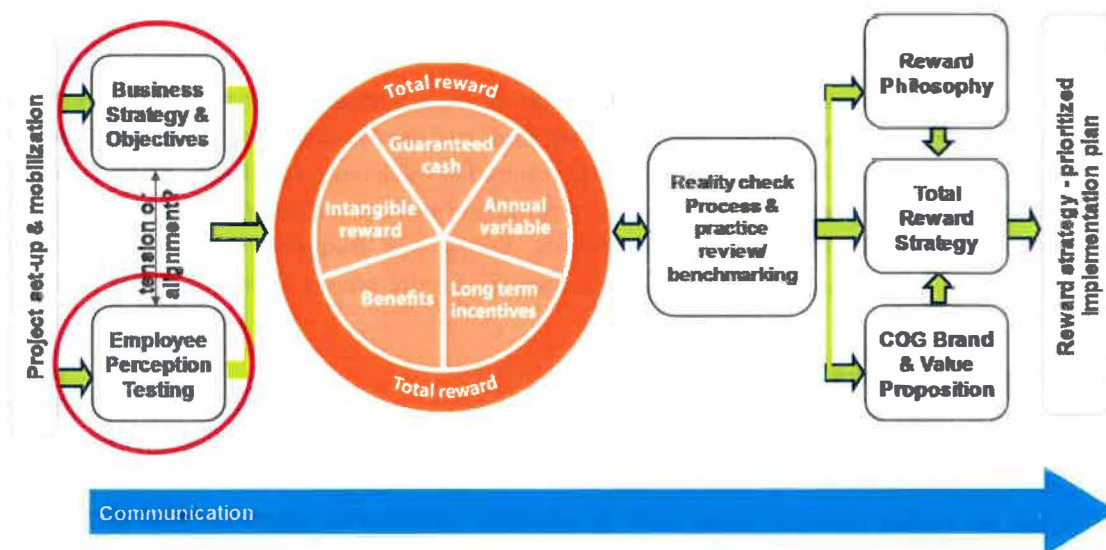 Project set-up & mobilization
Business
Strategy &
Objectives
tension or
alignment?
Employee
Perception
Testing
Total reward
Guaranteed
cash
Intangible
reward
Annual
variable
Benefits
Long term
incentives
Total reward
Reality check
Process &
practice
review/
benchmarking
Reward
Philosophy
Total
Reward
Strategy
COG Brand
& Value
Proposition
Reward strategy - prioritized
implementation plan
Communication